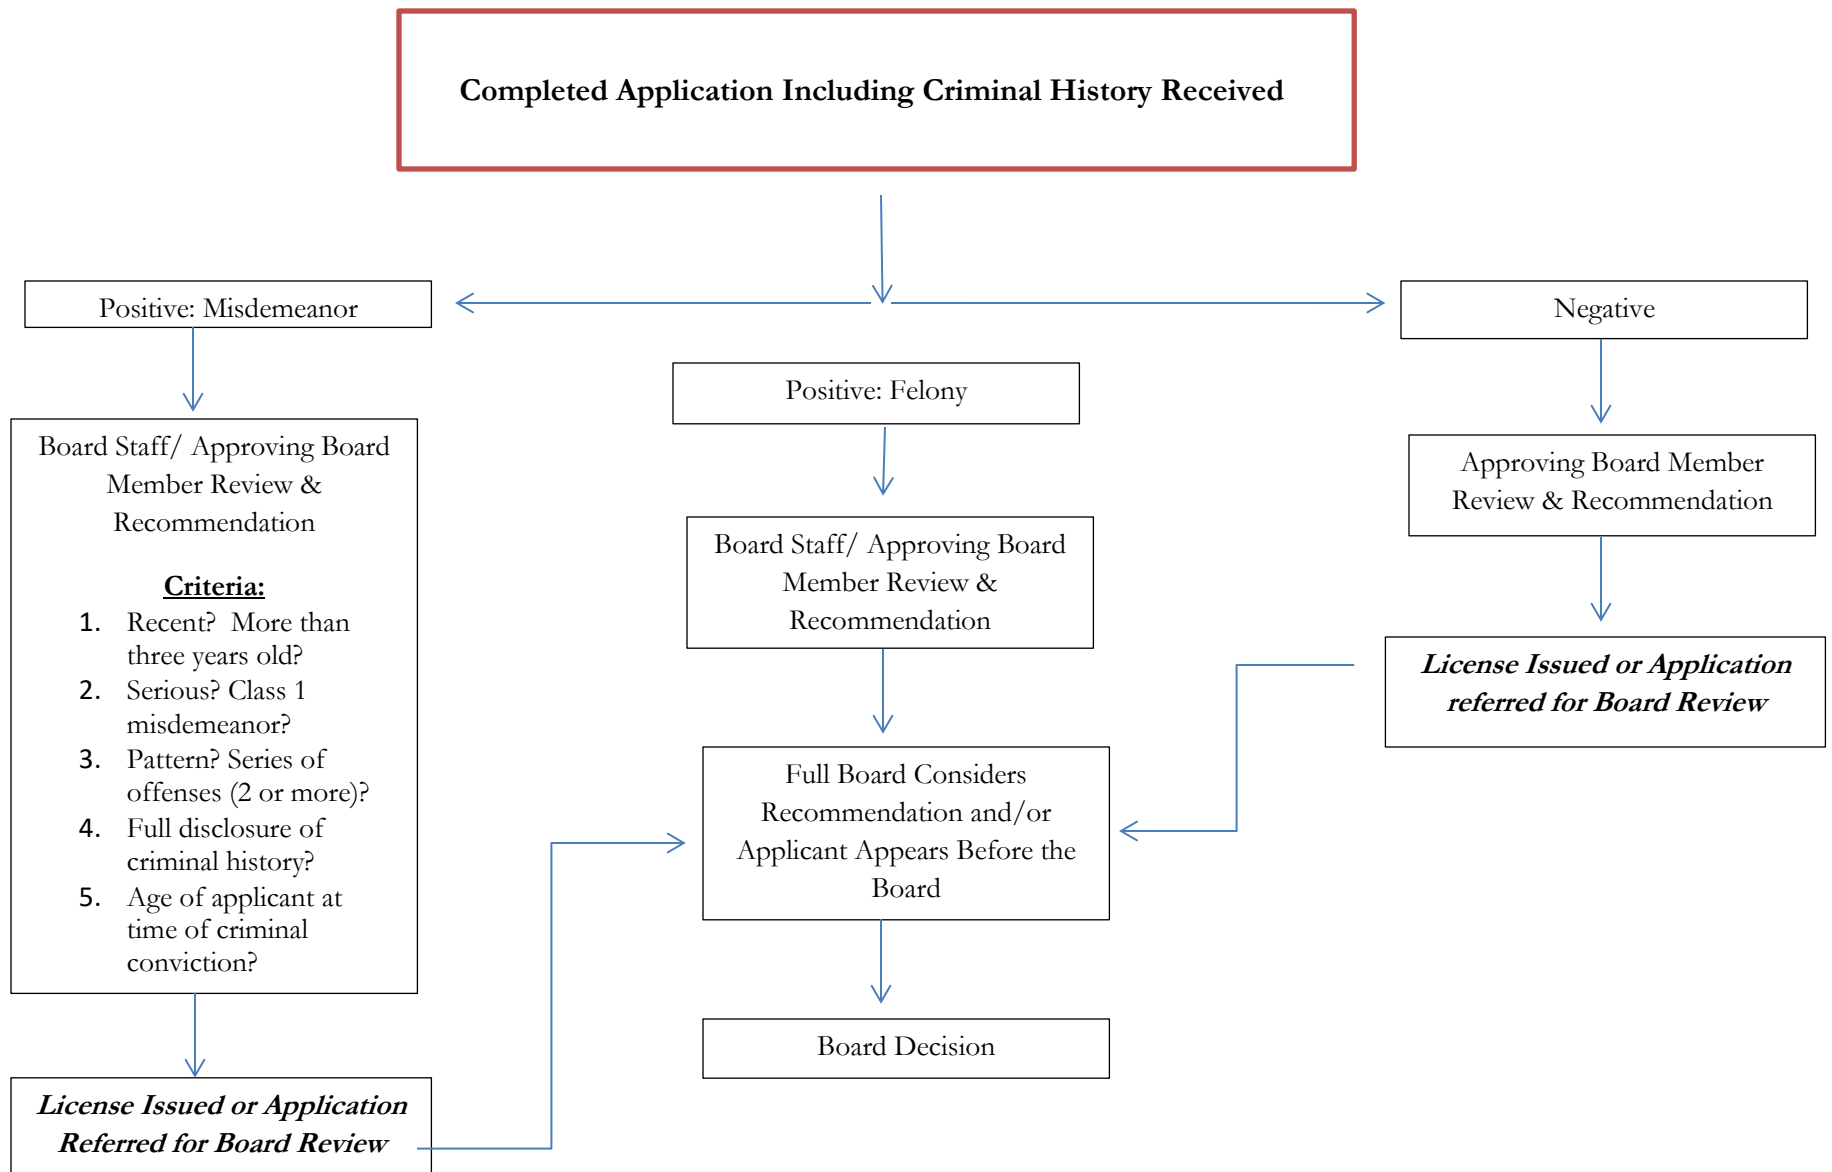 Completed Application Including Criminal History Received
Positive: Misdemeanor
Negative
Positive: Felony
Board Staff/ Approving Board
Member Review &
Recommendation
Criteria:
1. Recent? More than
three years old?
2. Serious? Class 1
misdemeanor?
3. Pattern? Series of
offenses (2 or more)?
4. Full disclosure of
criminal history?
5. Age of applicant at
time of criminal
conviction?
License Issued or Application
Referred for Board Review
Board Staff/ Approving Board
Member Review &
Recommendation
Full Board Considers
Recommendation and/or
Applicant Appears Before the
Board
Board Decision
Approving Board Member
Review & Recommendation
License Issued or Application
referred for Board Review